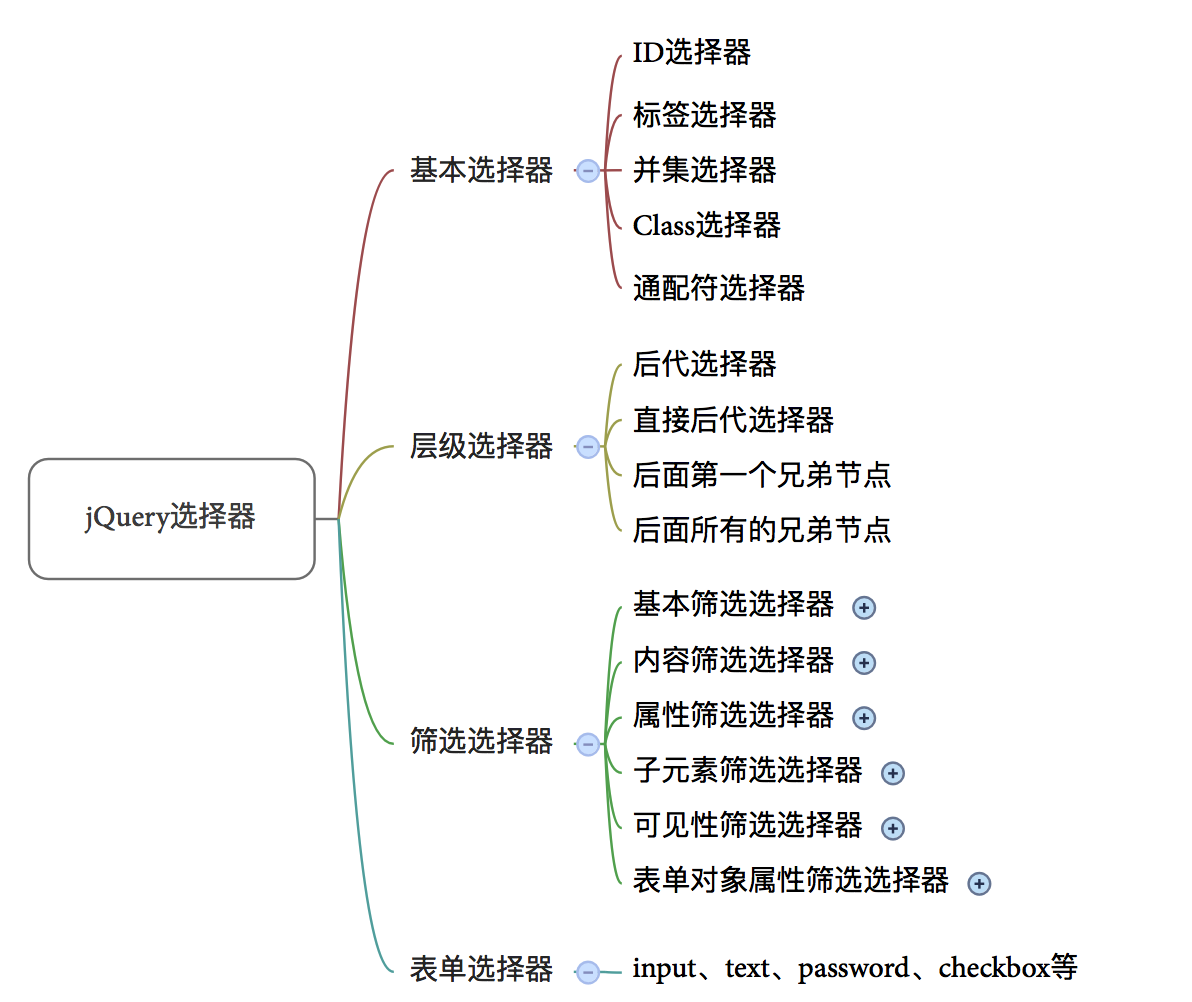 jQuery选择器
基本选择器
ID选择器
标签选择器
并集选择器
Class选择器
通配符选择器
层级选择器
后代选择器
直接后代选择器
后面第一个兄弟节点
后面所有的兄弟节点
筛选选择器
基本筛选选择器
内容筛选选择器
属性筛选选择器
子元素筛选选择器
可见性筛选选择器
表单对象属性筛选选择器
表单选择器
input、text、password、checkbox等